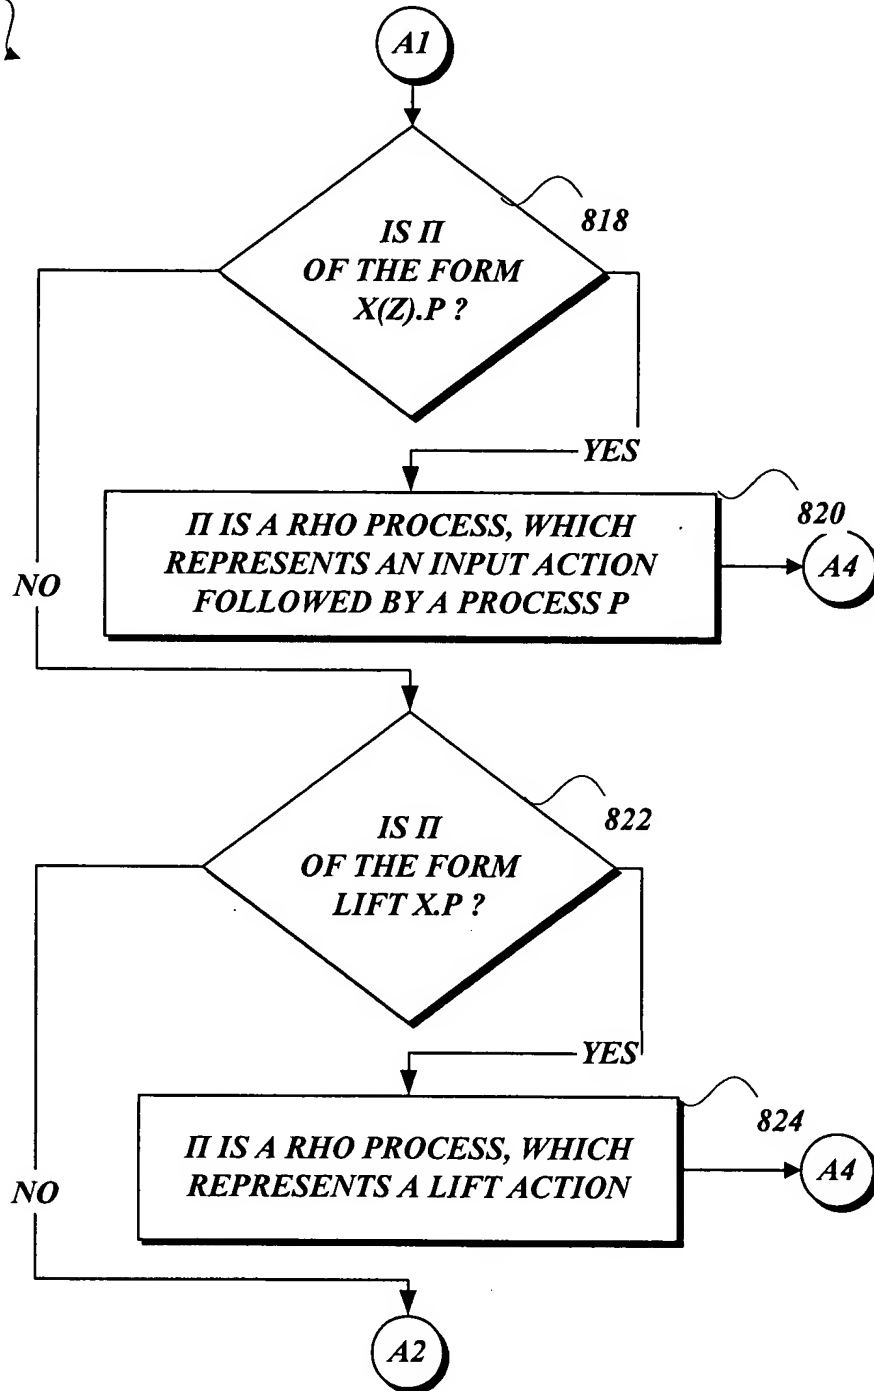 A1
IS Π
OF THE FORM
X(Z).P ?
818
YES
Π IS A RHO PROCESS, WHICH
REPRESENTS AN INPUT ACTION
FOLLOWED BY A PROCESS P
820
A4
NO
IS Π
OF THE FORM
LIFT X.P ?
822
YES
Π IS A RHO PROCESS, WHICH
REPRESENTS A LIFT ACTION
824
A4
NO
A2